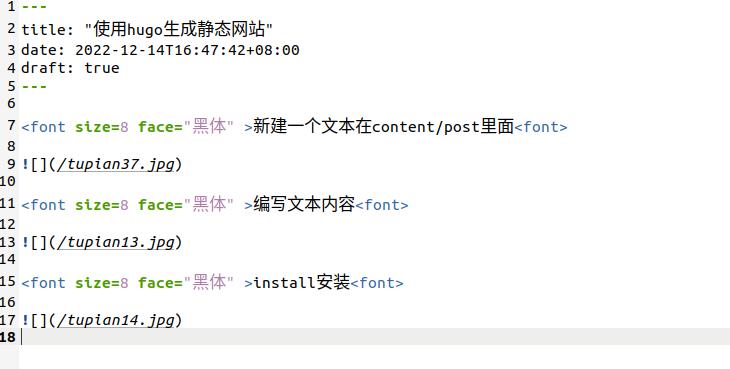 1 ---
2 title: "使用hugo生成静态网站"
3 date: 2022-12-14T16:47:42+08:00
4 draft: true
5 ---
6
7 <font size=8 face="黑体" >新建一个文本在content/post里面<font>
8
9 ![](/tupian37.jpg)
10
11 <font size=8 face="黑体" >编写文本内容<font>
12
13 ![](/tupian13.jpg)
14
15 <font size=8 face="黑体" >install安装<font>
16
17 ![](/tupian14.jpg)
18